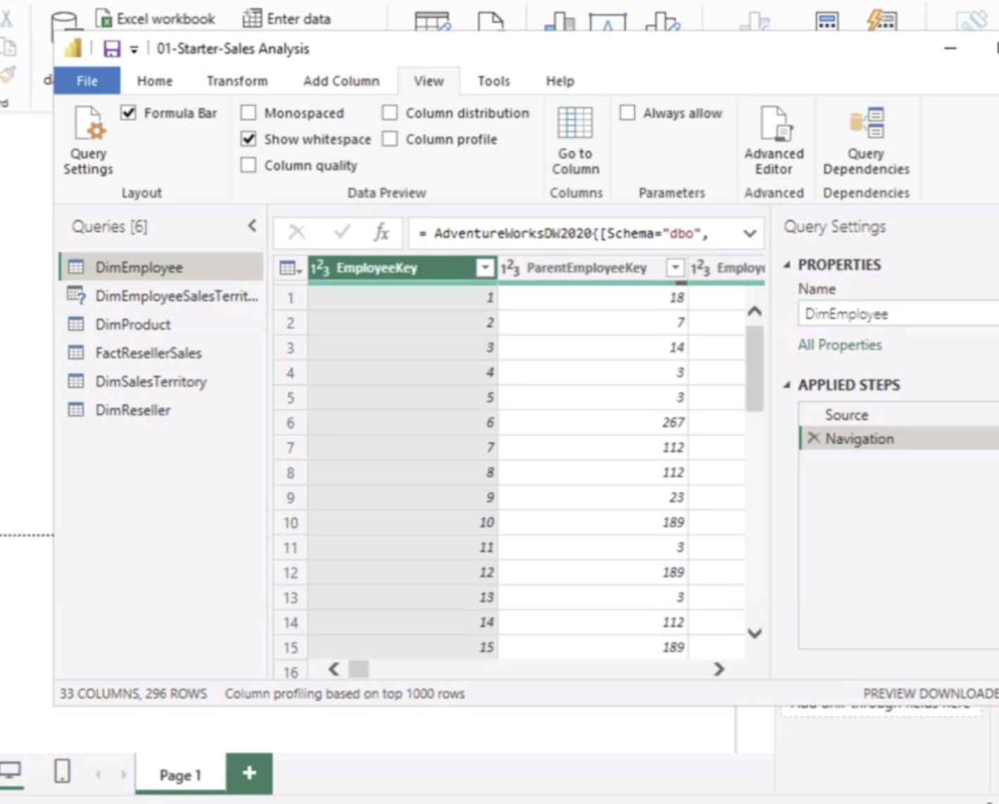 Excel workbook
Enter data
01-Starter-Sales Analysis
File Home Transform Add Column View Tools Help
Formula Bar
Monospaced
Column distribution
Always allow
Show whitespace
Column profile
Column quality
Query Settings
Go to Column
Advanced Editor
Query Dependencies
Layout
Data Preview
Columns
Parameters
Advanced
Dependencies
Queries [6]
DimEmployee
DimEmployeeSalesTerrit...
DimProduct
FactResellerSales
DimSalesTerritory
DimReseller
fx
= AdventureWorksDW2020{[Schema="dbo",
1²3 EmployeeKey 1²3 ParentEmployeeKey 1²3 Employe
1 1 18
2 2 7
3 3 14
4 4 3
5 5 3
6 6 267
7 7 112
8 8 112
9 9 23
10 10 189
11 11 3
12 12 189
13 13 3
14 14 112
15 15 189
16
Query Settings
PROPERTIES
Name
DimEmployee
All Properties
APPLIED STEPS
Source
Navigation
33 COLUMNS, 296 ROWS
Column profiling based on top 1000 rows
PREVIEW DOWNLOADE
Page 1